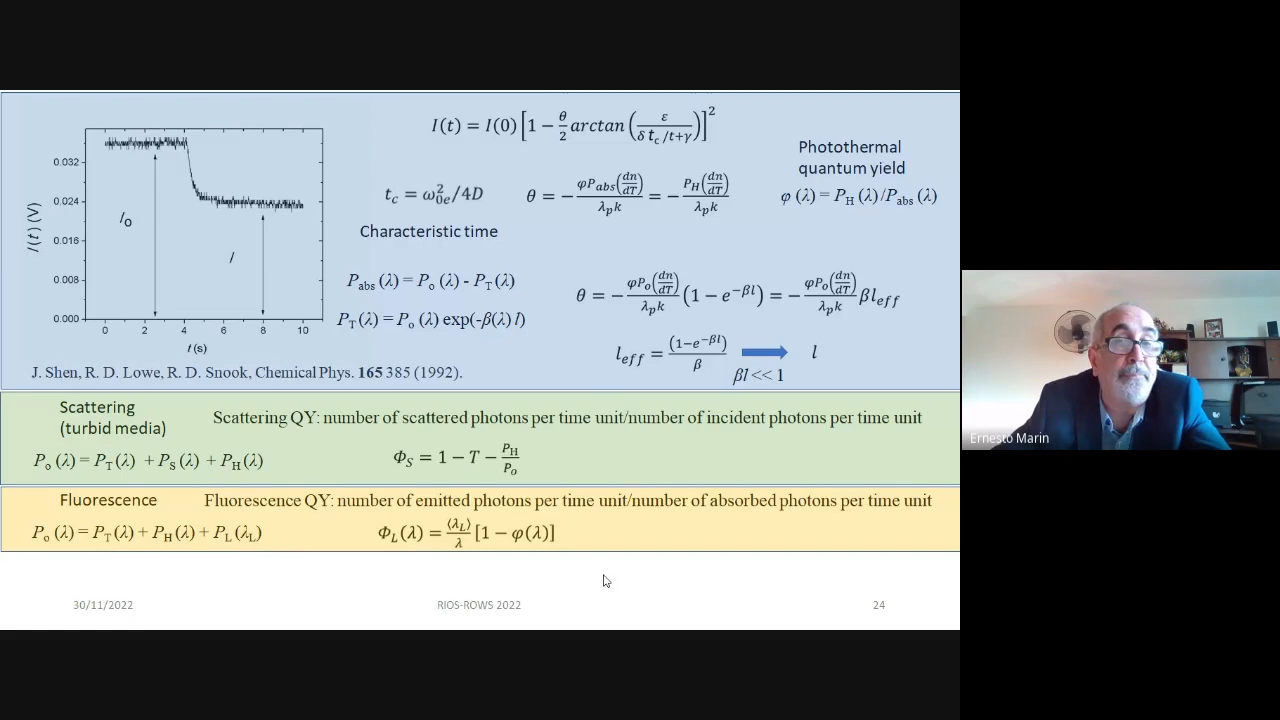 I(t) = I(0) [1 − θ/2 arctan (ε / (δ t_c/t+γ))]²
Photothermal
quantum yield
φ (λ) = P_H (λ)/P_abs (λ)
t_c = ω²_0e/4D
θ = − φP_abs(dn/dT) / λ_p k = − P_H(dn/dT) / λ_p k
Characteristic time
I(t) (V)
0.032
0.024
0.016
0.008
0.000
I_o
I
0
2
4
6
8
10
t (s)
P_abs (λ) = P_o (λ) - P_T (λ)
θ = − φP_o(dn/dT) / λ_p k (1 − e^−βl) = − φP_o(dn/dT) / λ_p k βl_eff
P_T (λ) = P_o (λ) exp(-β(λ) l)
l_eff = (1−e^−βl) / β
l
βl << 1
J. Shen, R. D. Lowe, R. D. Snook, Chemical Phys. 165 385 (1992).
Scattering
(turbid media)
Scattering QY: number of scattered photons per time unit/number of incident photons per time unit
P_o (λ) = P_T (λ) + P_S (λ) + P_H (λ)
Φ_S = 1 − T − P_H/P_o
Fluorescence
Fluorescence QY: number of emitted photons per time unit/number of absorbed photons per time unit
P_o (λ) = P_T (λ) + P_H (λ) + P_L (λ_L)
Φ_L(λ) = ⟨λ_L⟩/λ [1 − φ(λ)]
30/11/2022
RIOS-ROWS 2022
24
Ernesto Marin